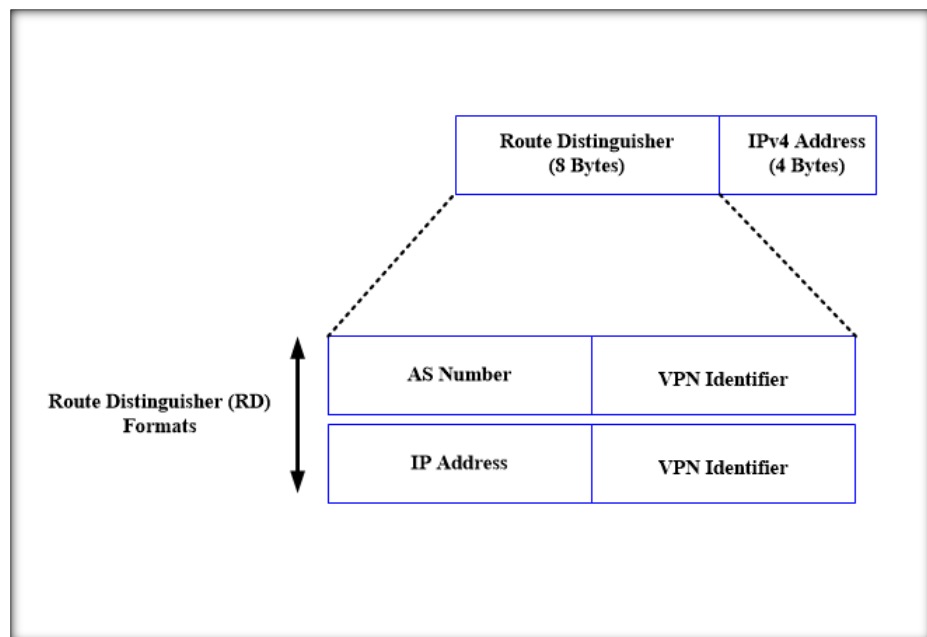 Route Distinguisher
(8 Bytes)
IPv4 Address
(4 Bytes)
AS Number
VPN Identifier
Route Distinguisher (RD)
Formats
IP Address
VPN Identifier